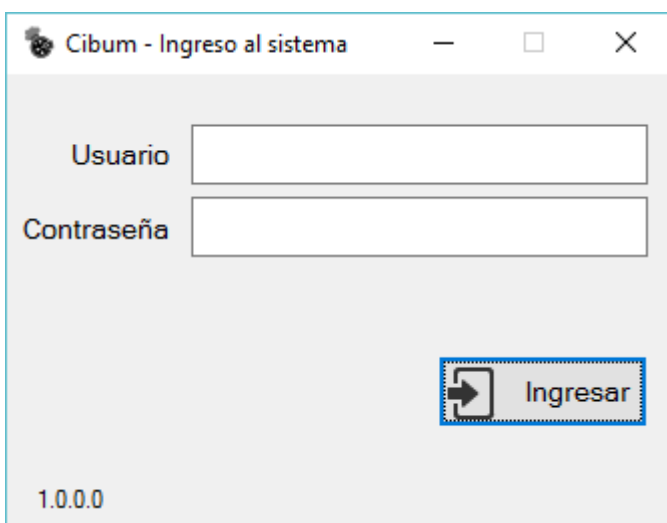 Cibum - Ingreso al sistema
Usuario
Contraseña
Ingresar
1.0.0.0